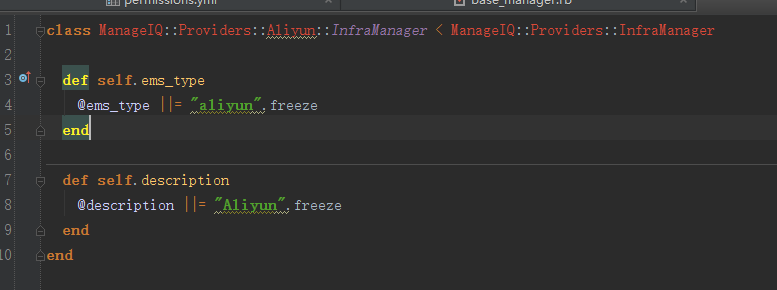 permissions.yml base_manager.rb
1 class ManageIQ::Providers::Aliyun::InfraManager < ManageIQ::Providers::InfraManager
2
3 def self.ems_type
4 @ems_type ||= "aliyun".freeze
5 end
6
7 def self.description
8 @description ||= "Aliyun".freeze
9 end
10 end